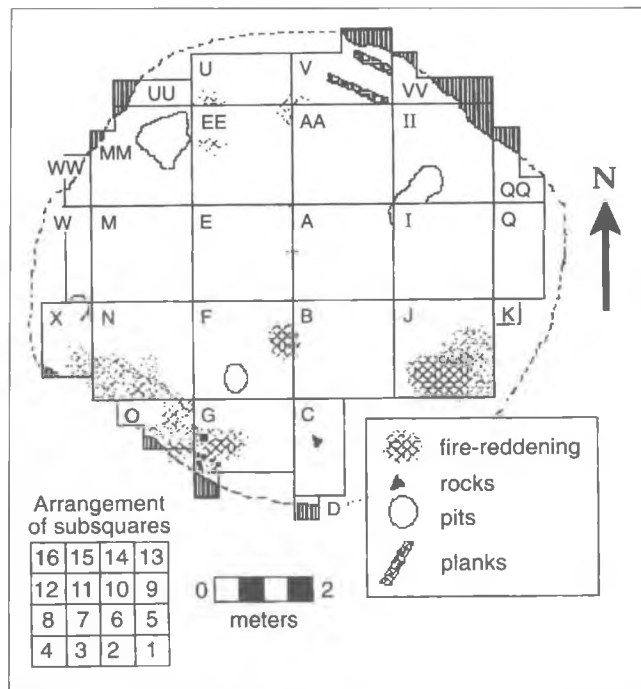 U V
UU VV
EE AA II
MM
WW
QQ
N
W M E A I Q
X N F B J K
O G C
D
fire-reddening
rocks
pits
planks
Arrangement
of subsquares
16 15 14 13
12 11 10 9
8 7 6 5
4 3 2 1
0 2
meters